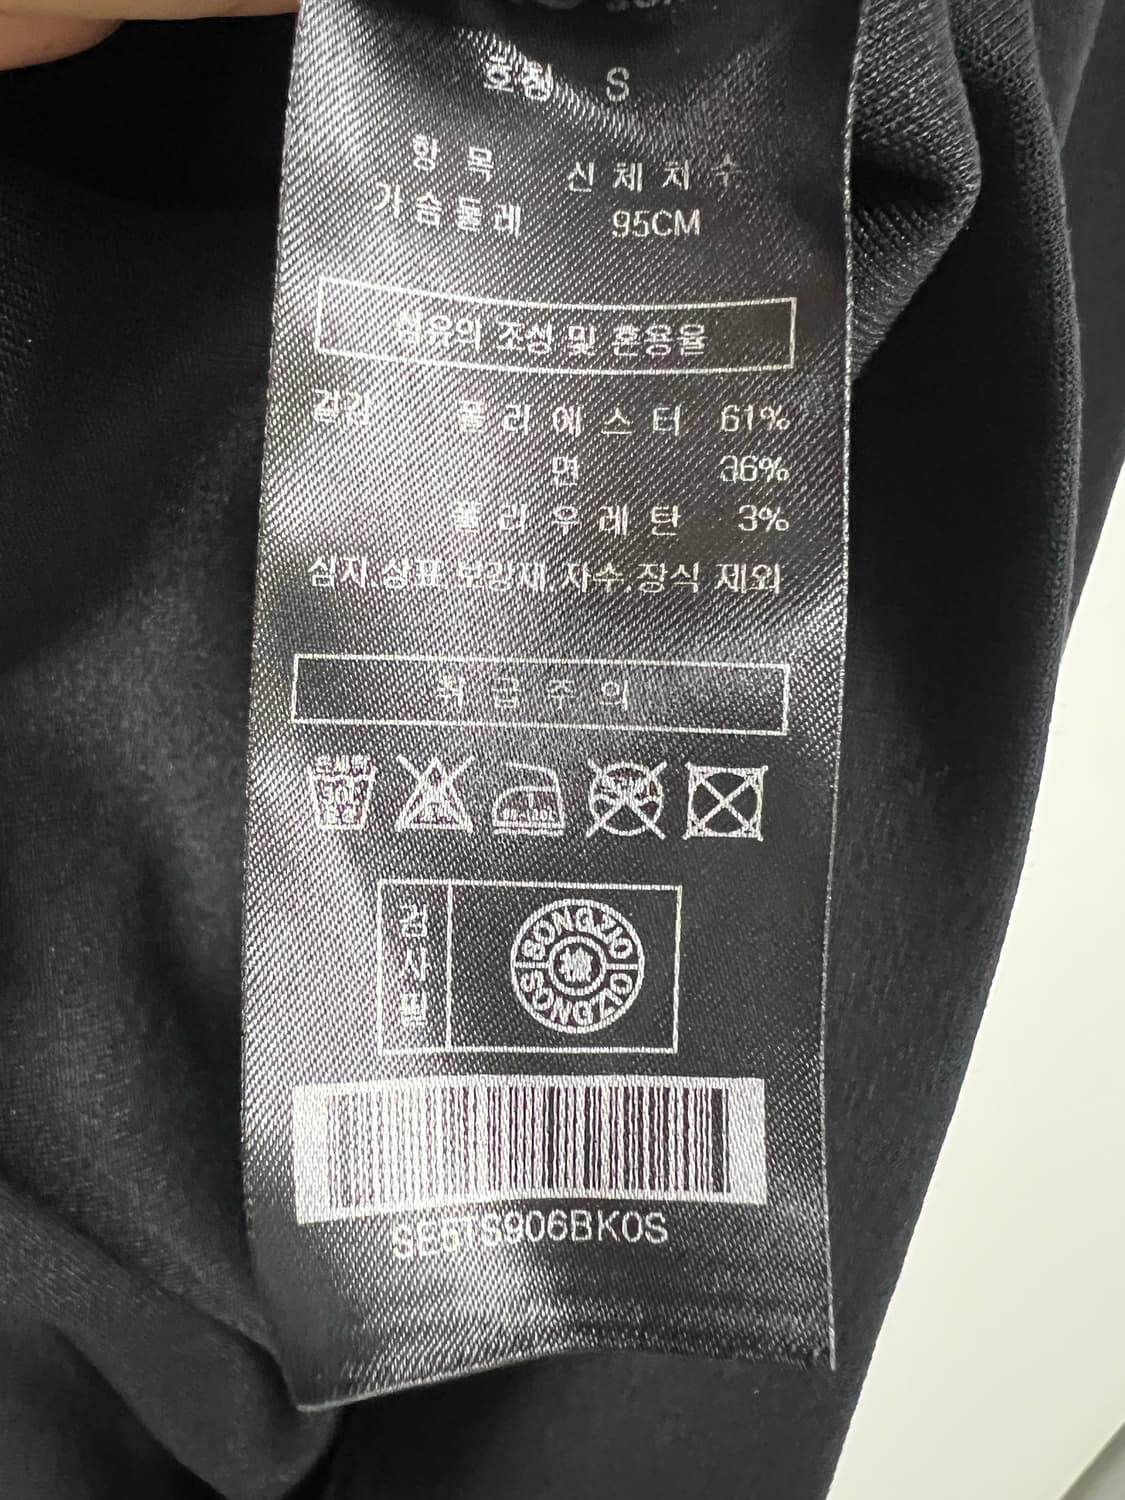 호칭 S
항목 신체치수
가슴둘레 95CM
섬유의 조성 및 혼용율
겉감 폴리에스터 61%
면 36%
폴리우레탄 3%
심지,상표,보강재,자수,장식 제외
취급주의
검사필
SONGZIO
SONGZIO
SE5TS906BK0S